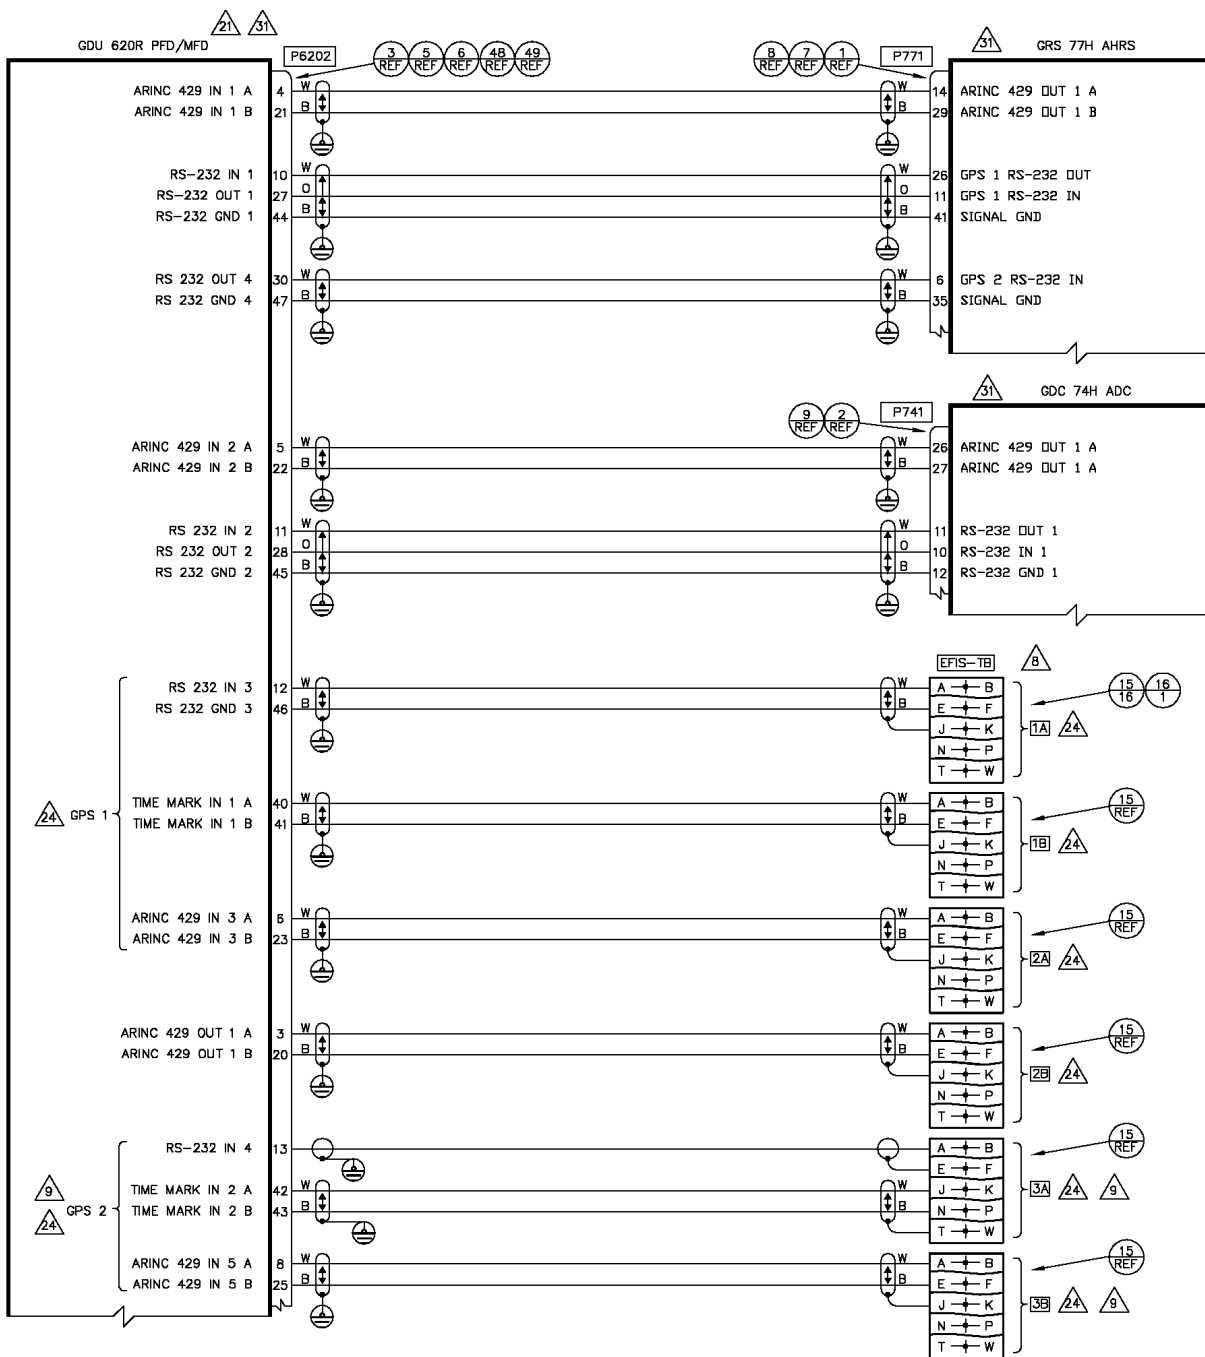 21 31
GDU 620R PFD/MFD
P6202
3 REF 5 REF 6 REF 48 REF 49 REF
8 REF 7 REF 1 REF
P771
31
GRS 77H AHRS
ARINC 429 IN 1 A 4 W W 14 ARINC 429 OUT 1 A
ARINC 429 IN 1 B 21 B B 29 ARINC 429 OUT 1 B
RS-232 IN 1 10 W W 26 GPS 1 RS-232 OUT
RS-232 OUT 1 27 O O 11 GPS 1 RS-232 IN
RS-232 GND 1 44 B B 41 SIGNAL GND
RS 232 OUT 4 30 W W 6 GPS 2 RS-232 IN
RS 232 GND 4 47 B B 35 SIGNAL GND
31 GDC 74H ADC
9 REF 2 REF P741
ARINC 429 IN 2 A 5 W W 26 ARINC 429 OUT 1 A
ARINC 429 IN 2 B 22 B B 27 ARINC 429 OUT 1 A
RS 232 IN 2 11 W W 11 RS-232 OUT 1
RS 232 OUT 2 28 O O 10 RS-232 IN 1
RS 232 GND 2 45 B B 12 RS-232 GND 1
EFIS-TB 8
15 16 16 1
RS 232 IN 3 12 W W A B
RS 232 GND 3 46 B B E F
J K 1A 24
N P
T W
24 GPS 1
15 REF
TIME MARK IN 1 A 40 W W A B
TIME MARK IN 1 B 41 B B E F
J K 1B 24
N P
T W
15 REF
ARINC 429 IN 3 A 6 W W A B
ARINC 429 IN 3 B 23 B B E F
J K 2A 24
N P
T W
15 REF
ARINC 429 OUT 1 A 3 W W A B
ARINC 429 OUT 1 B 20 B B E F
J K 2B 24
N P
T W
15 REF
RS-232 IN 4 13 A B
E F
9 24 GPS 2
TIME MARK IN 2 A 42 W W J K 3A 24 9
TIME MARK IN 2 B 43 B B N P
T W
15 REF
ARINC 429 IN 5 A 8 W W A B
ARINC 429 IN 5 B 25 B B E F
J K 3B 24 9
N P
T W